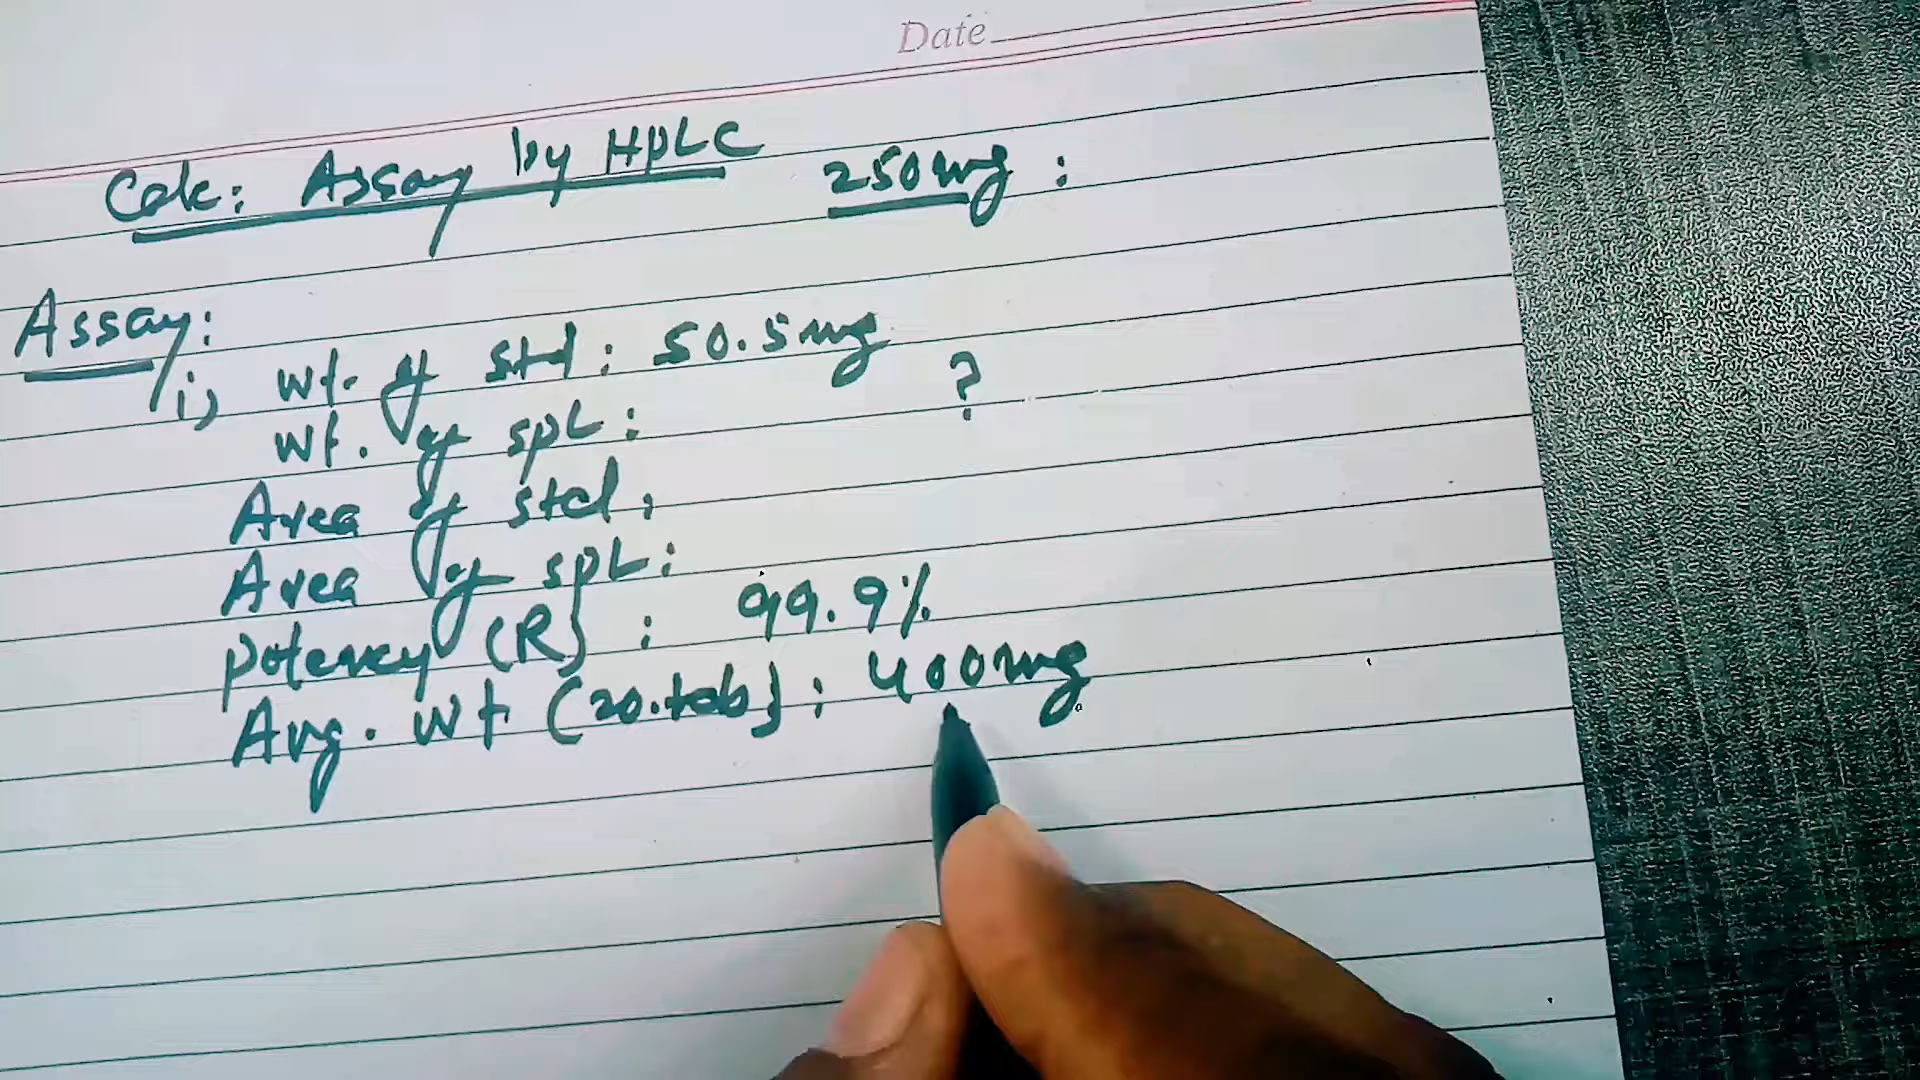 Date
Calc: Assay by HPLC 250mg :
Assay:
i) wt. of std : 50.5mg
wt. of spl : ?
Area of std :
Area of spl :
potency (R) : 99.9%
Avg. wt (20.tab) : 400mg